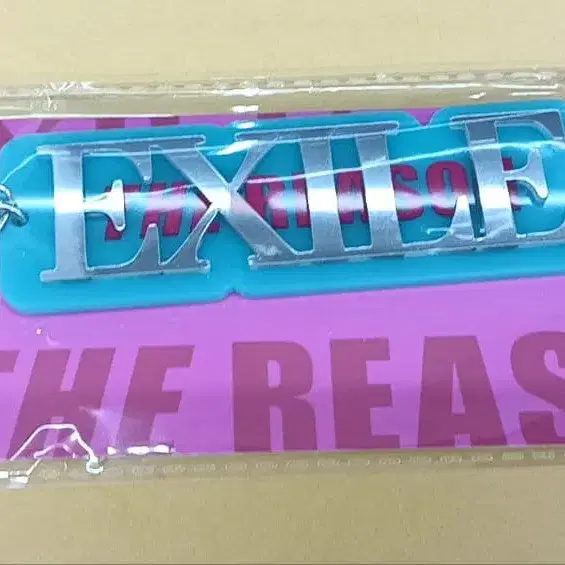 EXILE
THE REASON
THE REAS